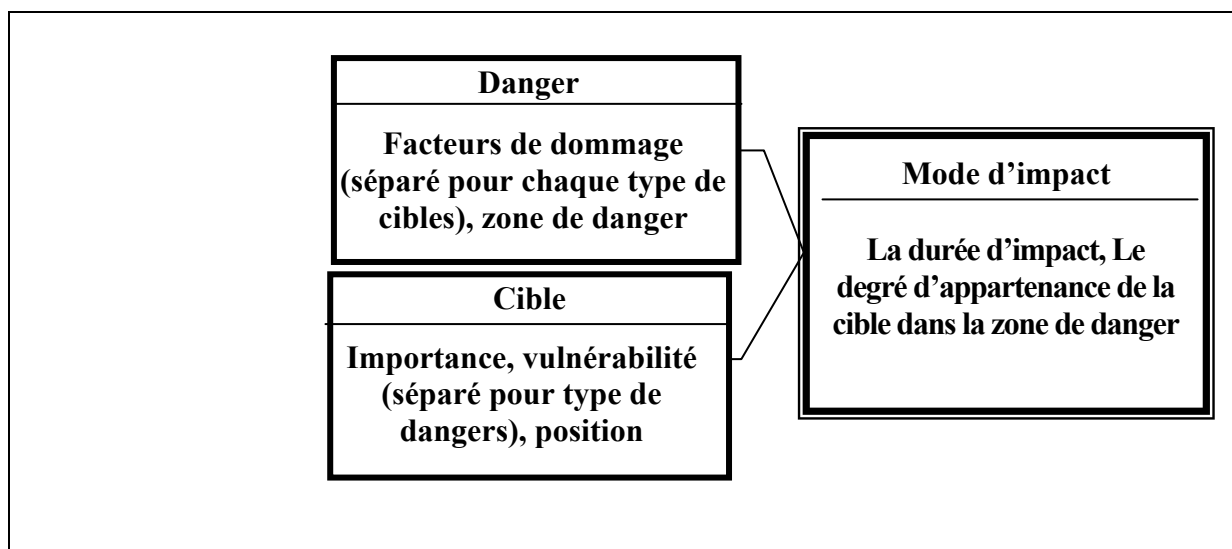 Danger
Facteurs de dommage
(séparé pour chaque type de
cibles), zone de danger
Cible
Importance, vulnérabilité
(séparé pour type de
dangers), position
Mode d’impact
La durée d’impact, Le
degré d’appartenance de la
cible dans la zone de danger